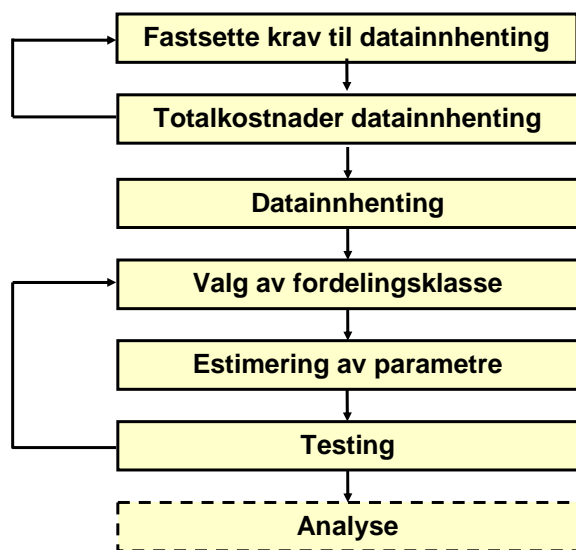 Fastsette krav til datainnhenting
Totalkostnader datainnhenting
Datainnhenting
Valg av fordelingsklasse
Estimering av parametre
Testing
Analyse